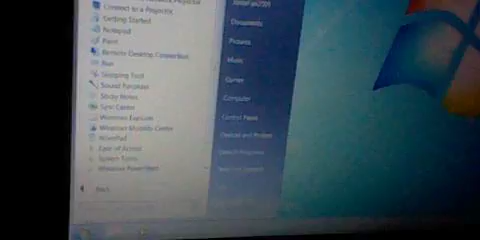 Connect to a Projector
Getting Started
Notepad
Paint
Remote Desktop Connection
Run
Snipping Tool
Sound Recorder
Sticky Notes
Sync Center
Windows Explorer
Windows Mobility Center
WordPad
Ease of Access
System Tools
Windows PowerShell
Back
Documents
Pictures
Music
Games
Computer
Control Panel
Devices and Printers
Default Programs
Help and Support